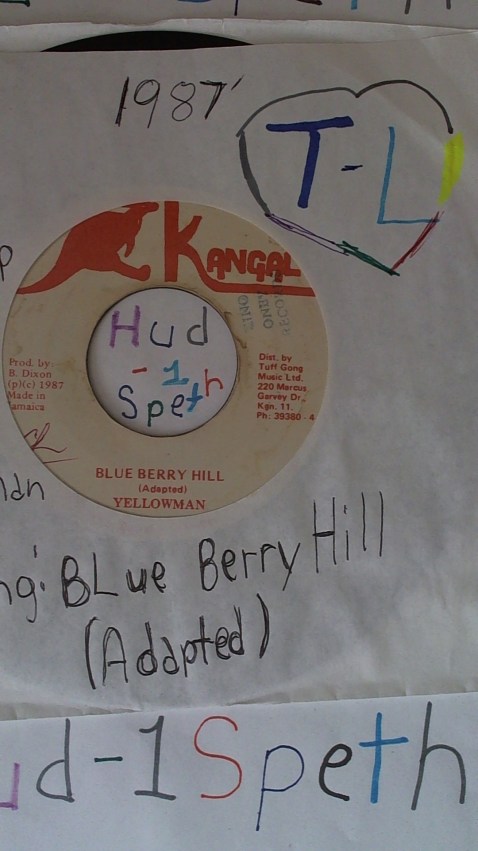 1987
T-L
KANGAL
Hud
-1
Speth
Prod. by
B. Dixon
(p)(c) 1987
Made in
Jamaica
Dist. by
Tuff Gong
Music Ltd.
220 Marcus
Garvey Dr.,
Kgn. 11.
Ph: 39380 - 4
BLUE BERRY HILL
(Adapted)
YELLOWMAN
BLue Berry Hill
(Adapted)
ud-1Speth